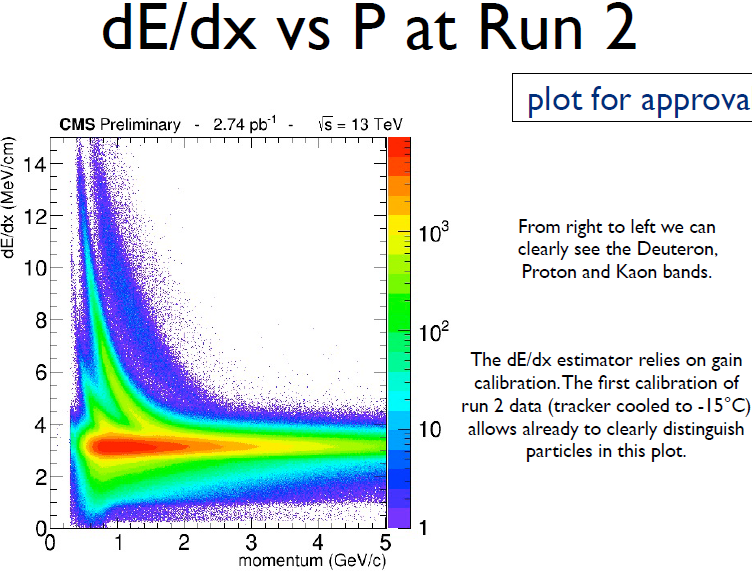 dE/dx vs P at Run 2
plot for approva
CMS Preliminary - 2.74 pb⁻¹ - √s = 13 TeV
dE/dx (MeV/cm)
14
12
10
8
6
4
2
0
0 1 2 3 4 5
momentum (GeV/c)
10³
10²
10
1
From right to left we can
clearly see the Deuteron,
Proton and Kaon bands.
The dE/dx estimator relies on gain
calibration. The first calibration of
run 2 data (tracker cooled to -15°C)
allows already to clearly distinguish
particles in this plot.